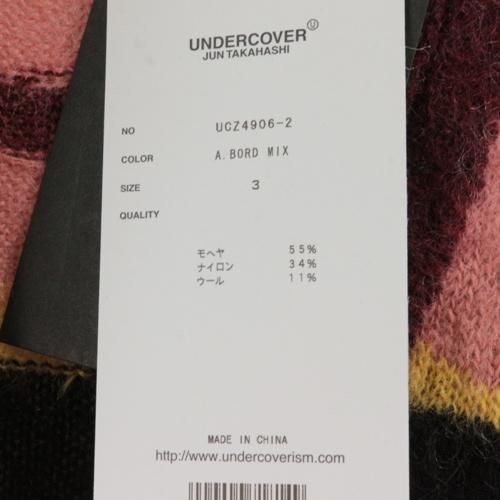 UNDERCOVER U
JUN TAKAHASHI
NO UCZ4906-2
COLOR A.BORD MIX
SIZE 3
QUALITY
モヘヤ 55%
ナイロン 34%
ウール 11%
MADE IN CHINA
http://www.undercoverism.com